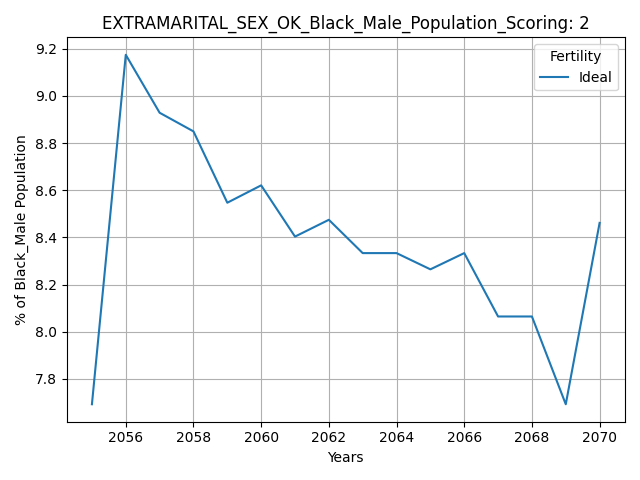 EXTRAMARITAL_SEX_OK_Black_Male_Population_Scoring: 2
Fertility
Ideal
% of Black_Male Population
9.2
9.0
8.8
8.6
8.4
8.2
8.0
7.8
2056 2058 2060 2062 2064 2066 2068 2070
Years